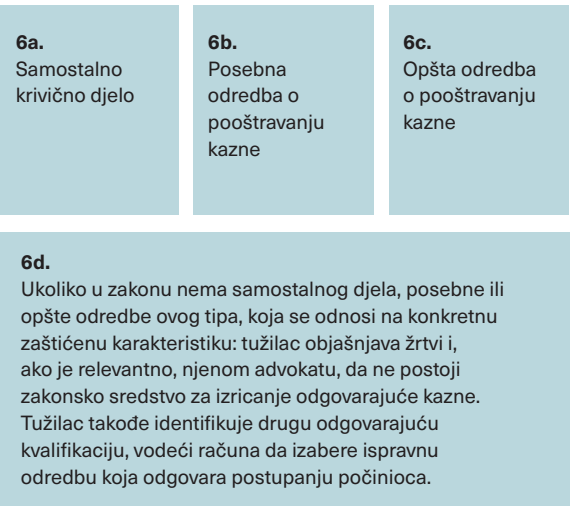 6a.
Samostalno
krivično djelo
6b.
Posebna
odredba o
pooštravanju
kazne
6c.
Opšta odredba
o pooštravanju
kazne
6d.
Ukoliko u zakonu nema samostalnog djela, posebne ili
opšte odredbe ovog tipa, koja se odnosi na konkretnu
zaštićenu karakteristiku: tužilac objašnjava žrtvi i,
ako je relevantno, njenom advokatu, da ne postoji
zakonsko sredstvo za izricanje odgovarajuće kazne.
Tužilac takođe identifikuje drugu odgovarajuću
kvalifikaciju, vodeći računa da izabere ispravnu
odredbu koja odgovara postupanju počinioca.